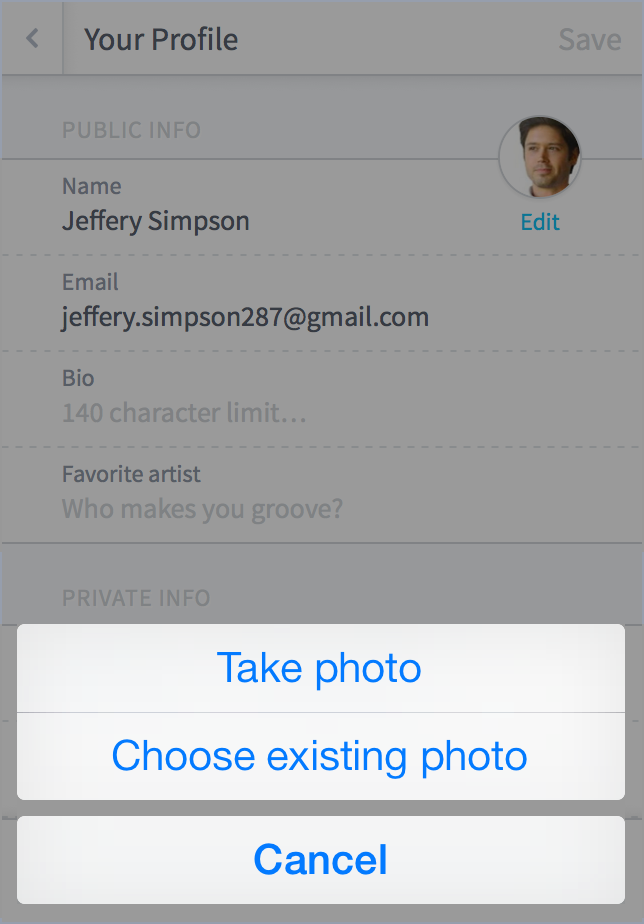 Your Profile
Save
PUBLIC INFO
Name
Jeffery Simpson
Edit
Email
jeffery.simpson287@gmail.com
Bio
140 character limit…
Favorite artist
Who makes you groove?
PRIVATE INFO
Take photo
Choose existing photo
Cancel